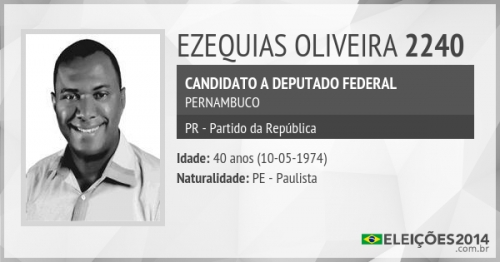 EZEQUIAS OLIVEIRA 2240
CANDIDATO A DEPUTADO FEDERAL
PERNAMBUCO
PR - Partido da República
Idade: 40 anos (10-05-1974)
Naturalidade: PE - Paulista
ELEIÇÕES2014
.com.br